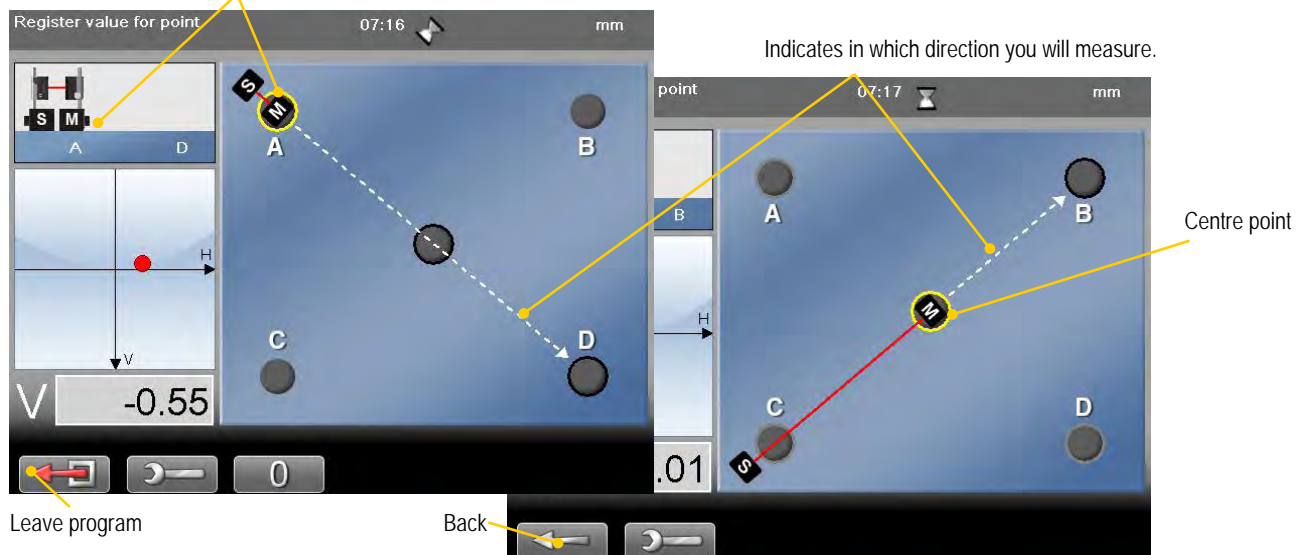 Register value for point
07:16
mm
Indicates in which direction you will measure.
S M
A D
S
M
A
B
H
V
C
D
V -0.55
0
Leave program
point
07:17
mm
B
A
B
Centre point
H
M
C
D
S
.01
Back